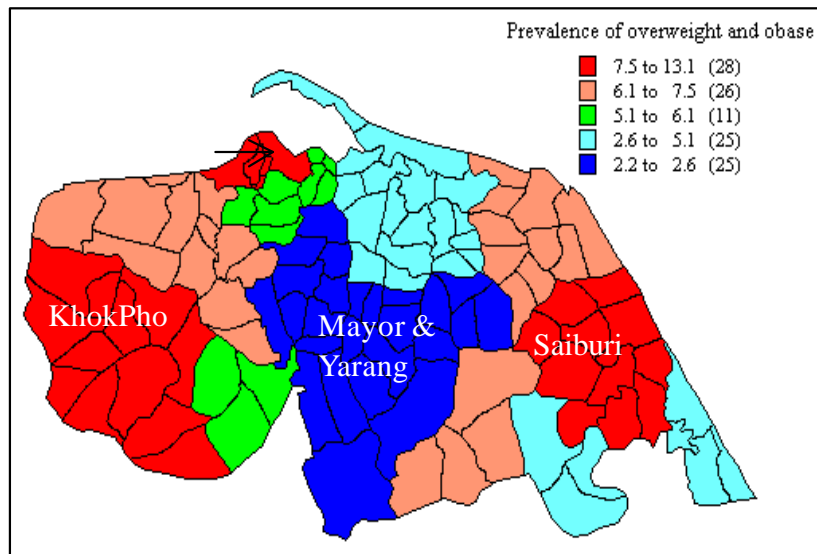 Prevalence of overweight and obase
7.5 to 13.1 (28)
6.1 to 7.5 (26)
5.1 to 6.1 (11)
2.6 to 5.1 (25)
2.2 to 2.6 (25)
KhokPho
Mayor &
Yarang
Saiburi